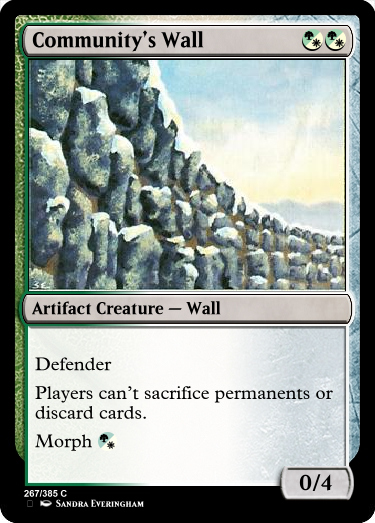 Community's Wall
Artifact Creature — Wall
Defender
Players can't sacrifice permanents or
discard cards.
Morph
0/4
267/385 C
Sandra Everingham